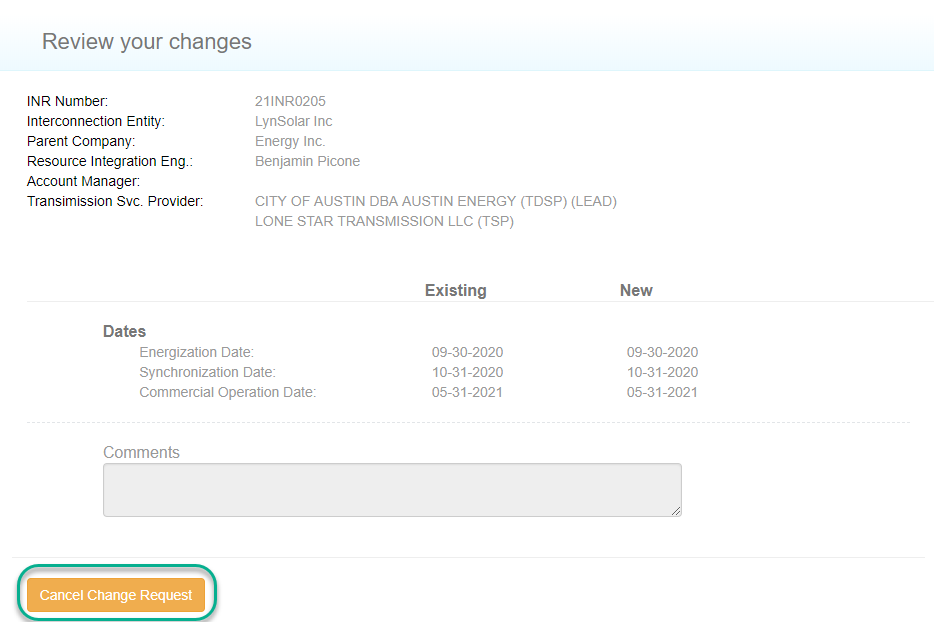 Review your changes
INR Number: 21INR0205
Interconnection Entity: LynSolar Inc
Parent Company: Energy Inc.
Resource Integration Eng.: Benjamin Picone
Account Manager:
Transimission Svc. Provider: CITY OF AUSTIN DBA AUSTIN ENERGY (TDSP) (LEAD)
LONE STAR TRANSMISSION LLC (TSP)
Existing New
Dates
Energization Date: 09-30-2020 09-30-2020
Synchronization Date: 10-31-2020 10-31-2020
Commercial Operation Date: 05-31-2021 05-31-2021
Comments
Cancel Change Request